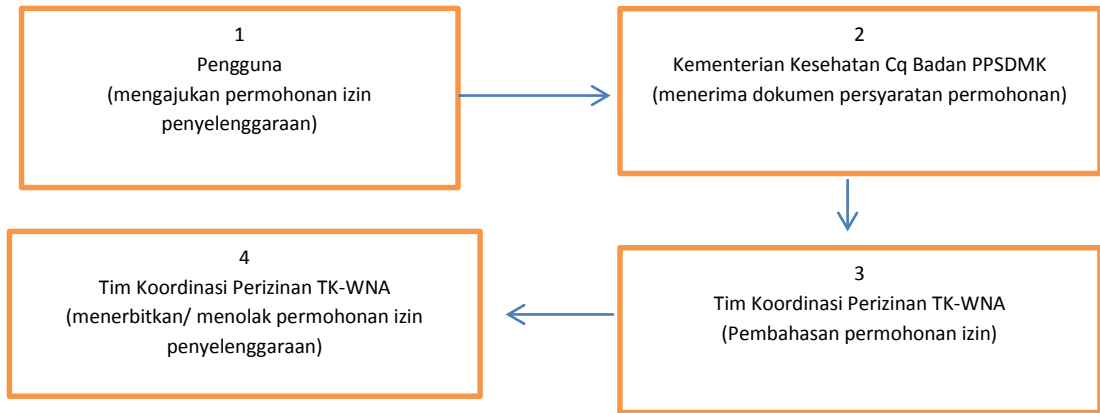 1
Pengguna
(mengajukan permohonan izin
penyelenggaraan)
2
Kementerian Kesehatan Cq Badan PPSDMK
(menerima dokumen persyaratan permohonan)
3
Tim Koordinasi Perizinan TK-WNA
(Pembahasan permohonan izin)
4
Tim Koordinasi Perizinan TK-WNA
(menerbitkan/ menolak permohonan izin
penyelenggaraan)